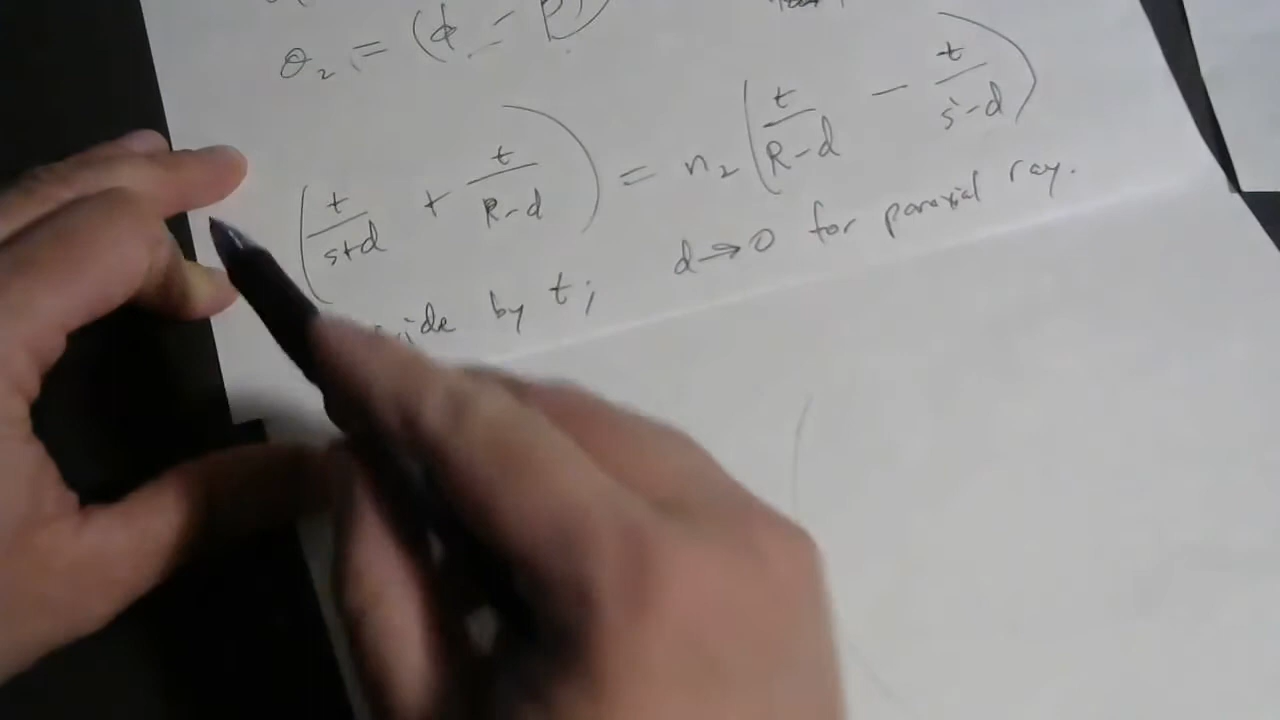 θ₂ = (ϕ - β)
(t/(s+d) + t/(R-d)) = n₂ (t/(R-d) - t/(s'-d))
by t; d→0 for paraxial ray.